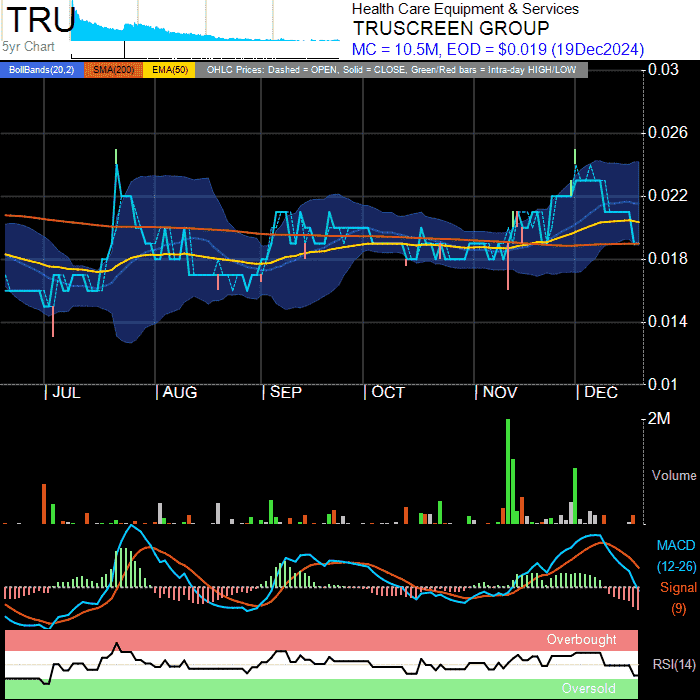 TRU
5yr Chart
Health Care Equipment & Services
TRUSCREEN GROUP
MC = 10.5M, EOD = $0.019 (19Dec2024)
BollBands(20,2) SMA(200) EMA(50) OHLC Prices: Dashed = OPEN, Solid = CLOSE, Green/Red bars = Intra-day HIGH/LOW
0.03
0.026
0.022
0.018
0.014
0.01
| JUL | AUG | SEP | OCT | NOV | DEC
2M
Volume
MACD
(12-26)
Signal
(9)
Overbought
RSI(14)
Oversold